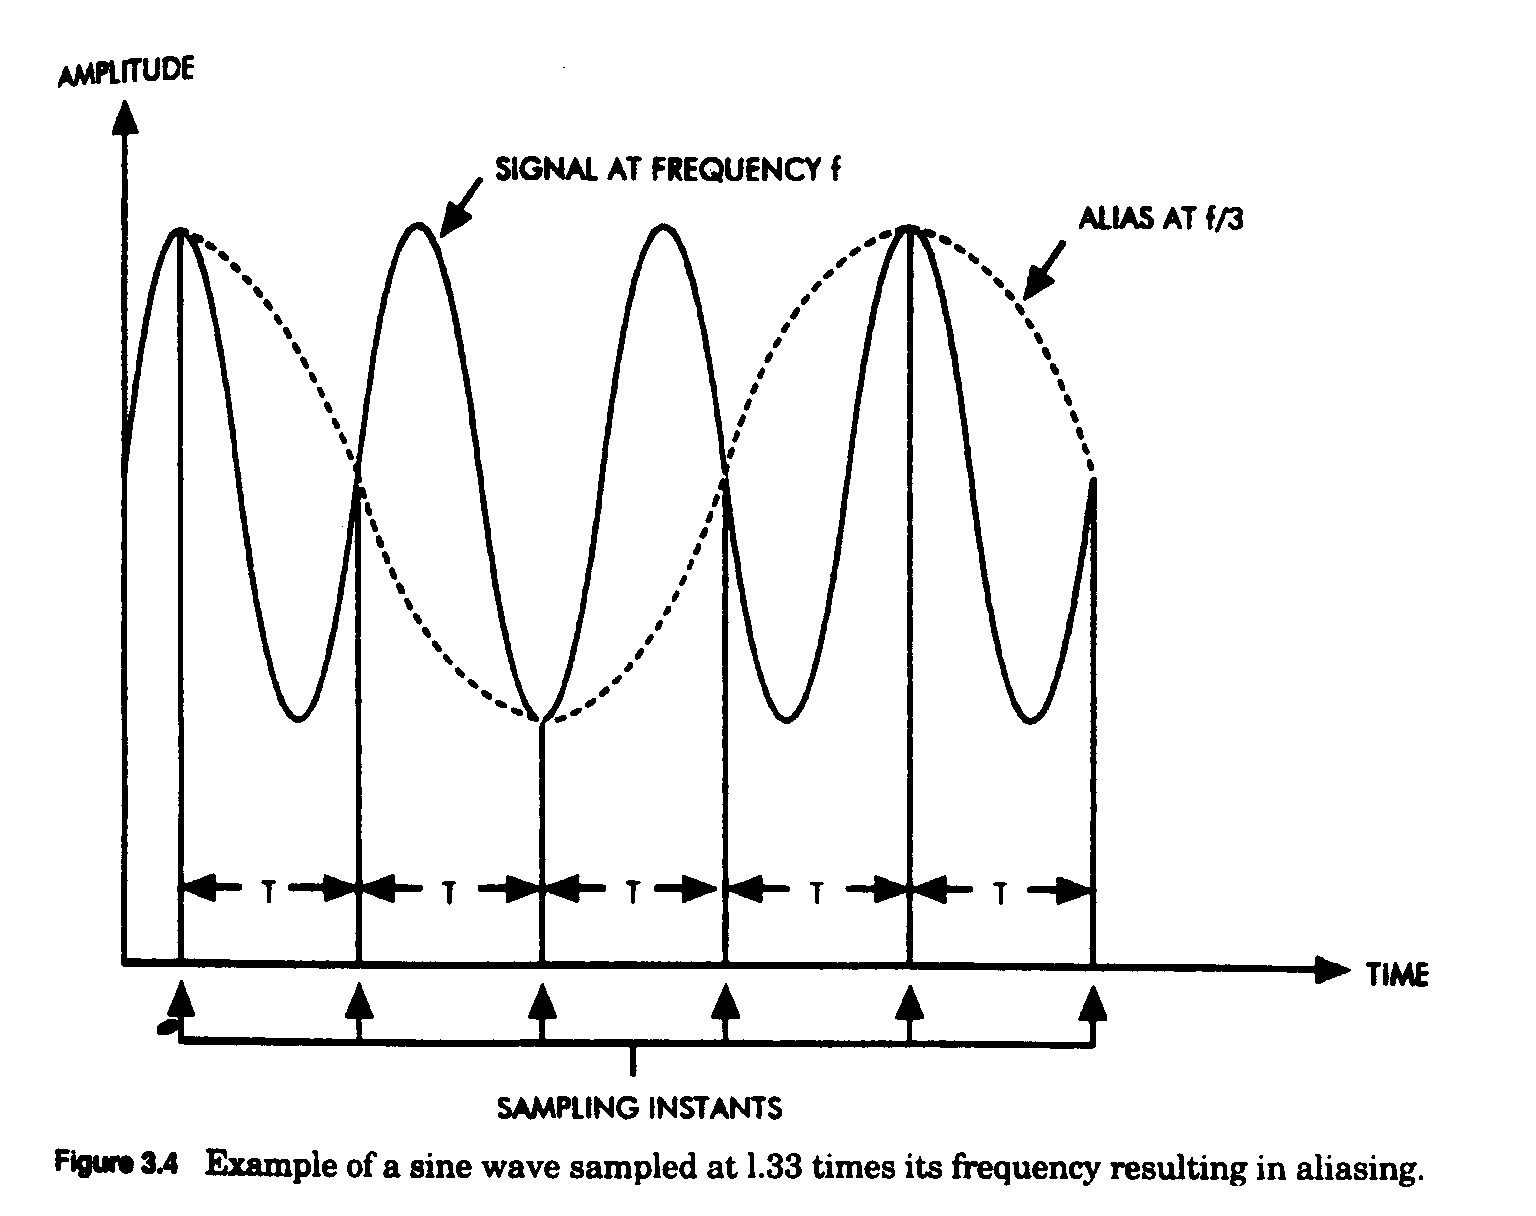 AMPLITUDE
SIGNAL AT FREQUENCY f
ALIAS AT f/3
T T T T T
TIME
SAMPLING INSTANTS
Figure 3.4 Example of a sine wave sampled at 1.33 times its frequency resulting in aliasing.